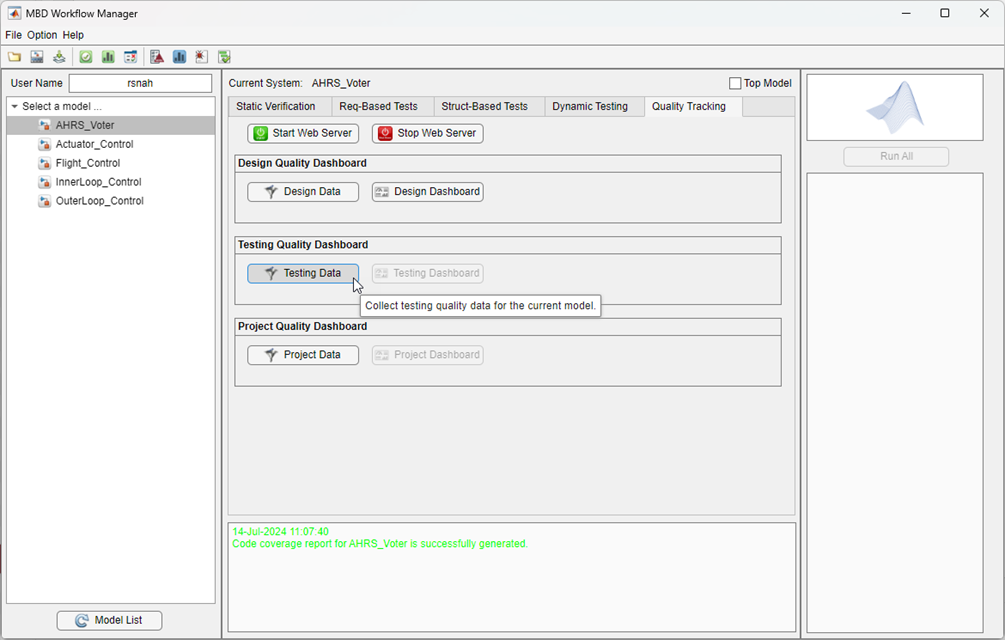 MBD Workflow Manager
File Option Help
User Name rsnah
Select a model ...
AHRS_Voter
Actuator_Control
Flight_Control
InnerLoop_Control
OuterLoop_Control
Model List
Current System: AHRS_Voter
Top Model
Static Verification Req-Based Tests Struct-Based Tests Dynamic Testing Quality Tracking
Start Web Server Stop Web Server
Design Quality Dashboard
Design Data Design Dashboard
Testing Quality Dashboard
Testing Data Testing Dashboard
Collect testing quality data for the current model.
Project Quality Dashboard
Project Data Project Dashboard
14-Jul-2024 11:07:40
Code coverage report for AHRS_Voter is successfully generated.
Run All